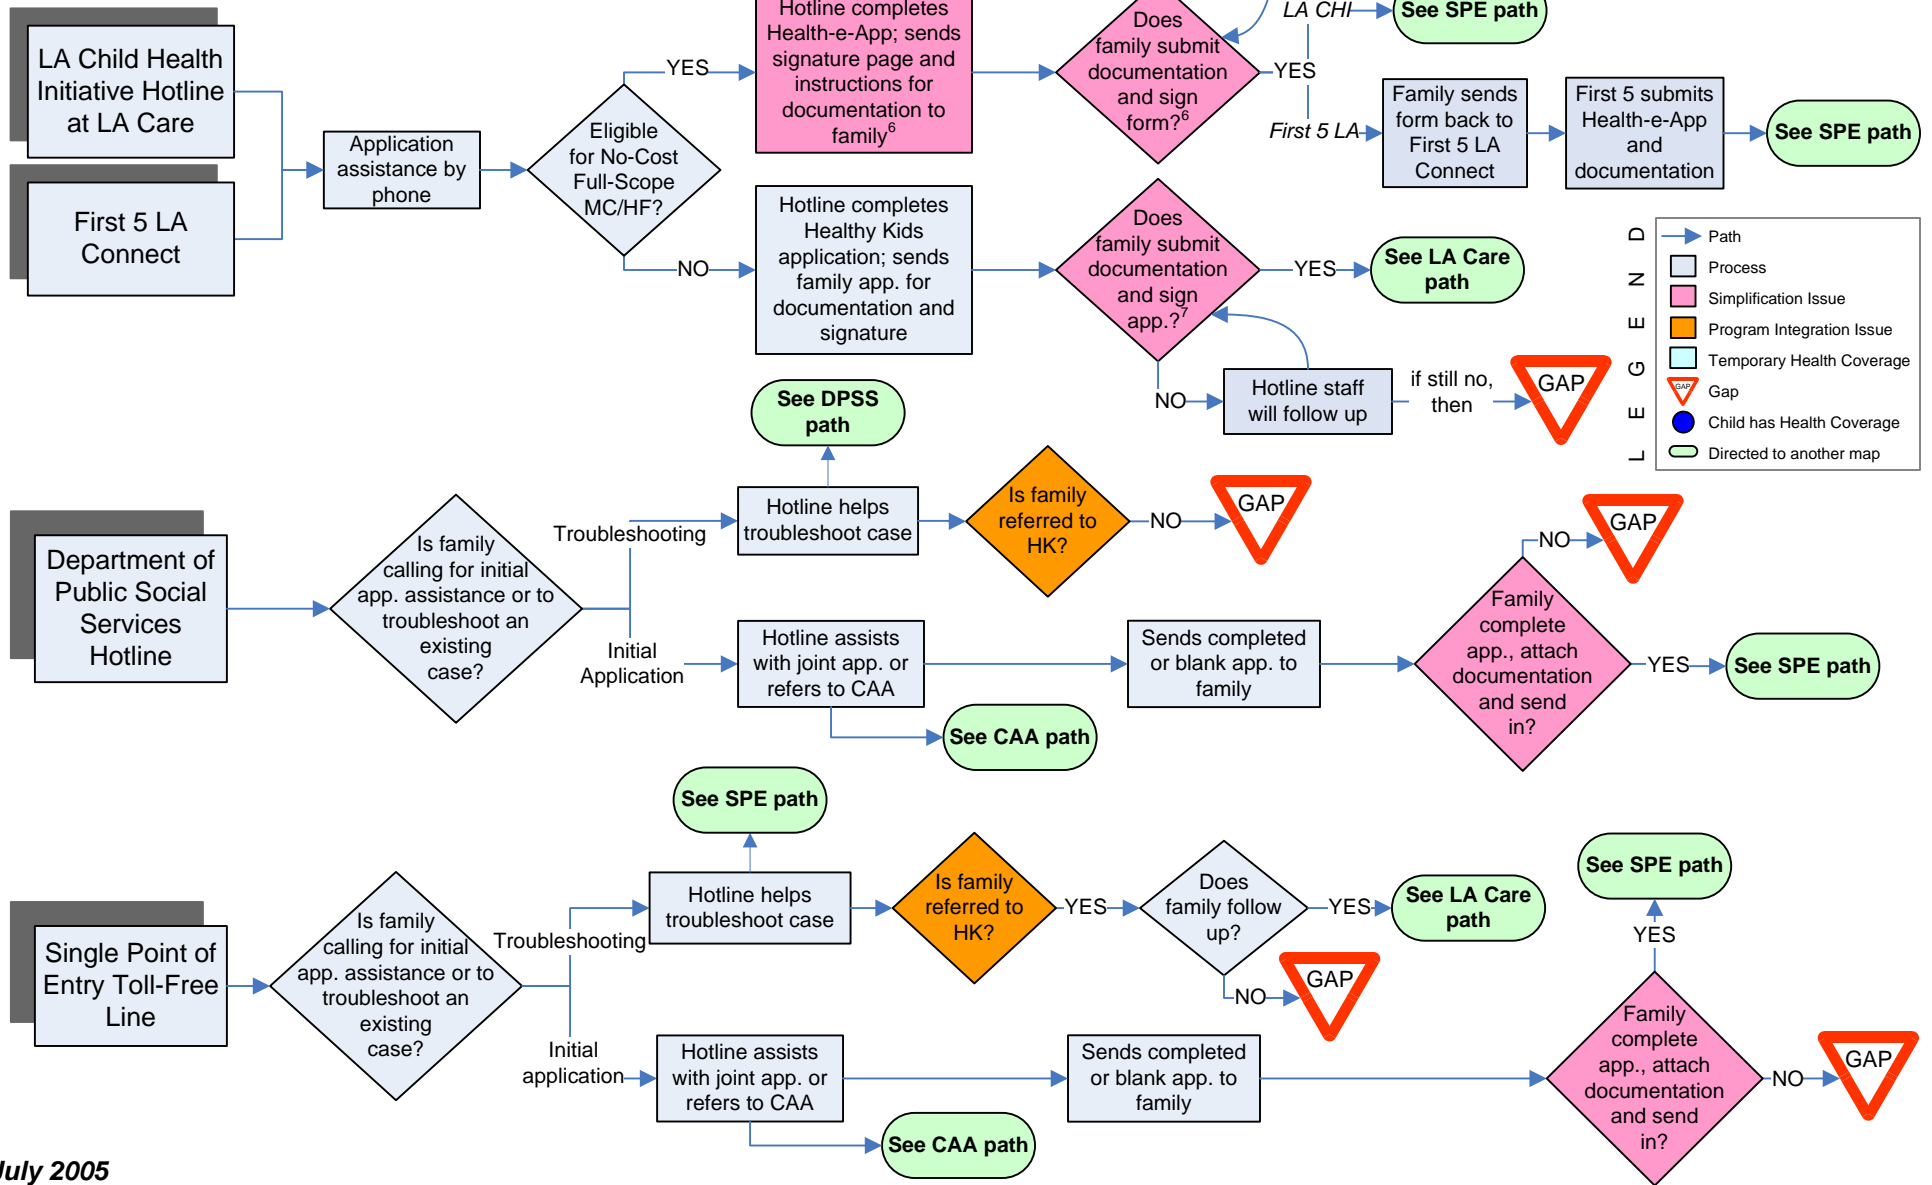 LA Child Health
Initiative Hotline
at LA Care
First 5 LA
Connect
Application
assistance by
phone
Eligible
for No-Cost
Full-Scope
MC/HF?
YES
NO
Hotline completes
Health-e-App; sends
signature page and
instructions for
documentation to
family6
Does
family submit
documentation
and sign
form?6
YES
LA CHI
See SPE path
First 5 LA
Family sends
form back to
First 5 LA
Connect
First 5 submits
Health-e-App
and
documentation
See SPE path
Hotline completes
Healthy Kids
application; sends
family app. for
documentation and
signature
Does
family submit
documentation
and sign
app.?7
YES
See LA Care
path
NO
Hotline staff
will follow up
if still no,
then
GAP
LEGEND
Path
Process
Simplification Issue
Program Integration Issue
Temporary Health Coverage
GAP
Gap
Child has Health Coverage
Directed to another map
Department of
Public Social
Services
Hotline
Is family
calling for initial
app. assistance or to
troubleshoot an
existing
case?
Troubleshooting
Initial
Application
See DPSS
path
Hotline helps
troubleshoot case
Is family
referred to
HK?
NO
GAP
Hotline assists
with joint app. or
refers to CAA
See CAA path
Sends completed
or blank app. to
family
Family
complete
app., attach
documentation
and send
in?
NO
GAP
YES
See SPE path
Single Point of
Entry Toll-Free
Line
Is family
calling for initial
app. assistance or to
troubleshoot an
existing
case?
Troubleshooting
Initial
application
See SPE path
Hotline helps
troubleshoot case
Is family
referred to
HK?
YES
Does
family follow
up?
YES
See LA Care
path
NO
GAP
Hotline assists
with joint app. or
refers to CAA
See CAA path
Sends completed
or blank app. to
family
Family
complete
app., attach
documentation
and send
in?
YES
See SPE path
NO
GAP
July 2005